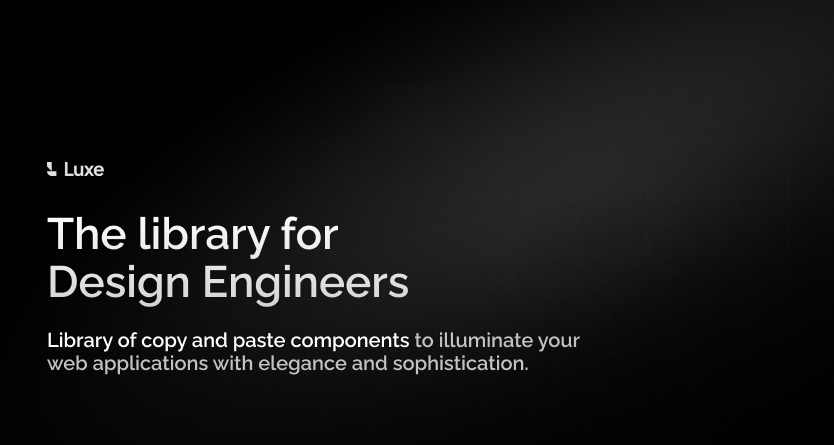 Luxe
The library for
Design Engineers
Library of copy and paste components to illuminate your
web applications with elegance and sophistication.